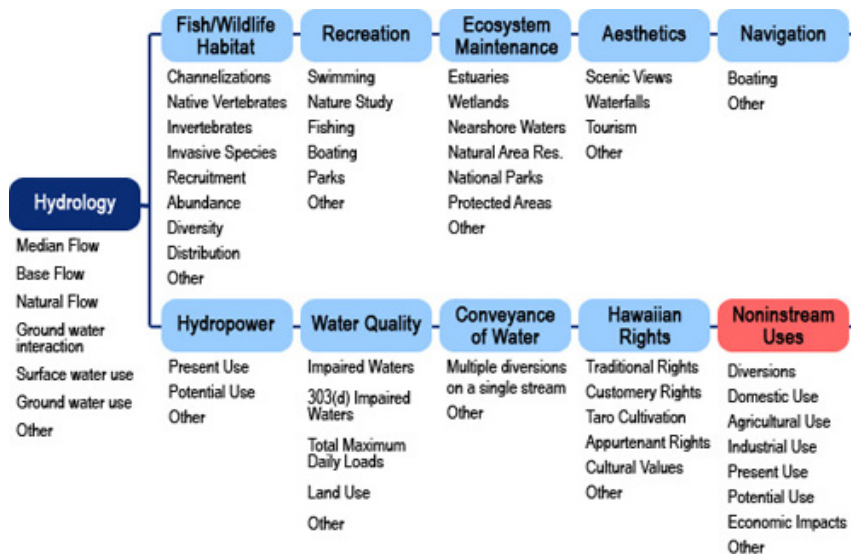 Fish/Wildlife
Habitat
Channelizations
Native Vertebrates
Invertebrates
Invasive Species
Recruitment
Abundance
Diversity
Distribution
Other
Recreation
Swimming
Nature Study
Fishing
Boating
Parks
Other
Ecosystem
Maintenance
Estuaries
Wetlands
Nearshore Waters
Natural Area Res.
National Parks
Protected Areas
Other
Aesthetics
Scenic Views
Waterfalls
Tourism
Other
Navigation
Boating
Other
Hydrology
Median Flow
Base Flow
Natural Flow
Ground water
interaction
Surface water use
Ground water use
Other
Hydropower
Present Use
Potential Use
Other
Water Quality
Impaired Waters
303(d) Impaired
Waters
Total Maximum
Daily Loads
Land Use
Other
Conveyance
of Water
Multiple diversions
on a single stream
Other
Hawaiian
Rights
Traditional Rights
Customery Rights
Taro Cultivation
Appurtenant Rights
Cultural Values
Other
Noninstream
Uses
Diversions
Domestic Use
Agricultural Use
Industrial Use
Present Use
Potential Use
Economic Impacts
Other